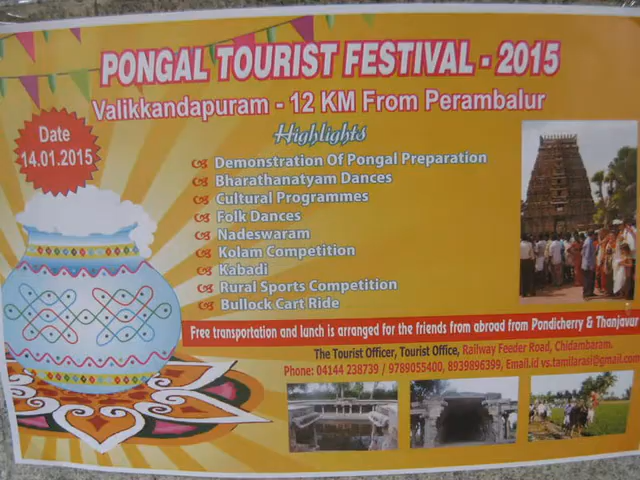 PONGAL TOURIST FESTIVAL - 2015
Valikkandapuram - 12 KM From Perambalur
Date
14.01.2015
Highlights
Demonstration Of Pongal Preparation
Bharathanatyam Dances
Cultural Programmes
Folk Dances
Nadeswaram
Kolam Competition
Kabadi
Rural Sports Competition
Bullock Cart Ride
Free transportation and lunch is arranged for the friends from abroad from Pondicherry & Thanjavur
The Tourist Officer, Tourist Office, Railway Feeder Road, Chidambaram.
Phone: 04144 238739 / 9789055400, 8939896399, Email.id vs.tamilarasi@gmail.com